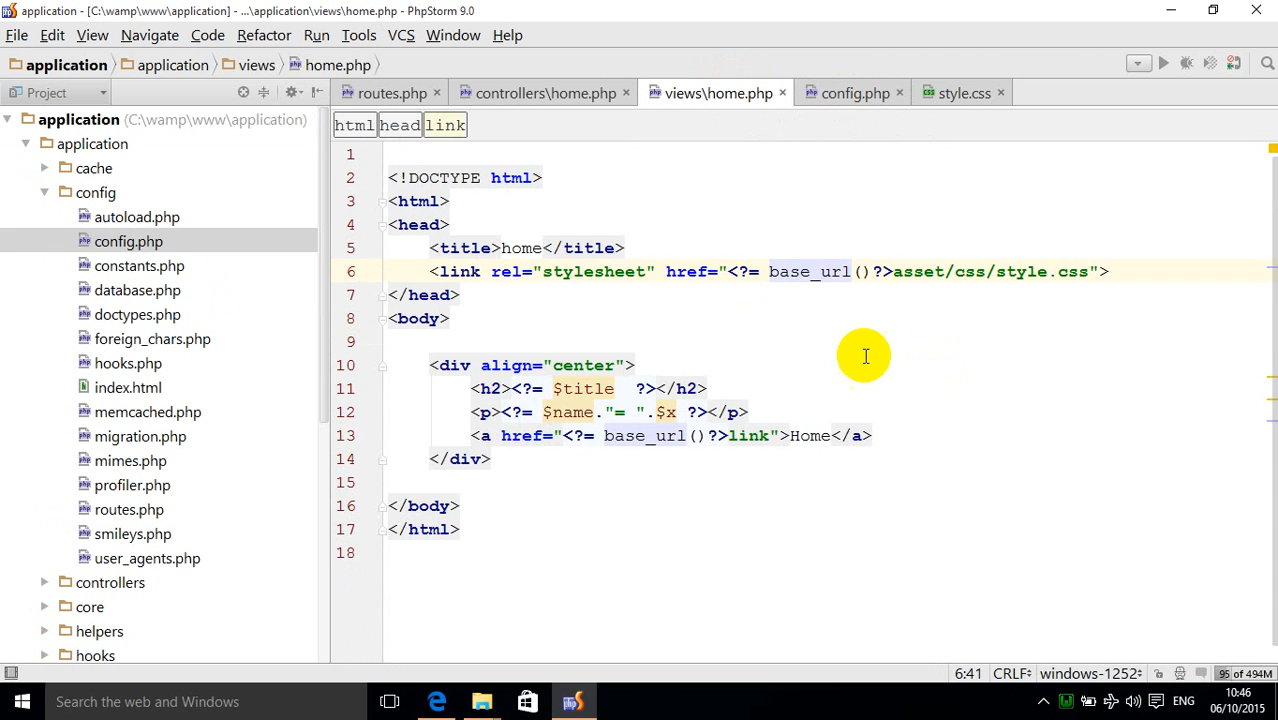 application - [C:\wamp\www\application] - ...\application\views\home.php - PhpStorm 9.0
File Edit View Navigate Code Refactor Run Tools VCS Window Help
application application views home.php
Project
routes.php controllers\home.php views\home.php config.php style.css
html head link
application (C:\wamp\www\application)
application
cache
config
autoload.php
config.php
constants.php
database.php
doctypes.php
foreign_chars.php
hooks.php
index.html
memcached.php
migration.php
mimes.php
profiler.php
routes.php
smileys.php
user_agents.php
controllers
core
helpers
hooks
1
2 <!DOCTYPE html>
3 <html>
4 <head>
5 <title>home</title>
6 <link rel="stylesheet" href="<?= base_url()?>asset/css/style.css">
7 </head>
8 <body>
9
10 <div align="center">
11 <h2><?= $title ?></h2>
12 <p><?= $name."= ".$x ?></p>
13 <a href="<?= base_url()?>link">Home</a>
14 </div>
15
16 </body>
17 </html>
18
6:41 CRLF windows-1252 95 of 494M
Search the web and Windows
ENG
10:46
06/10/2015